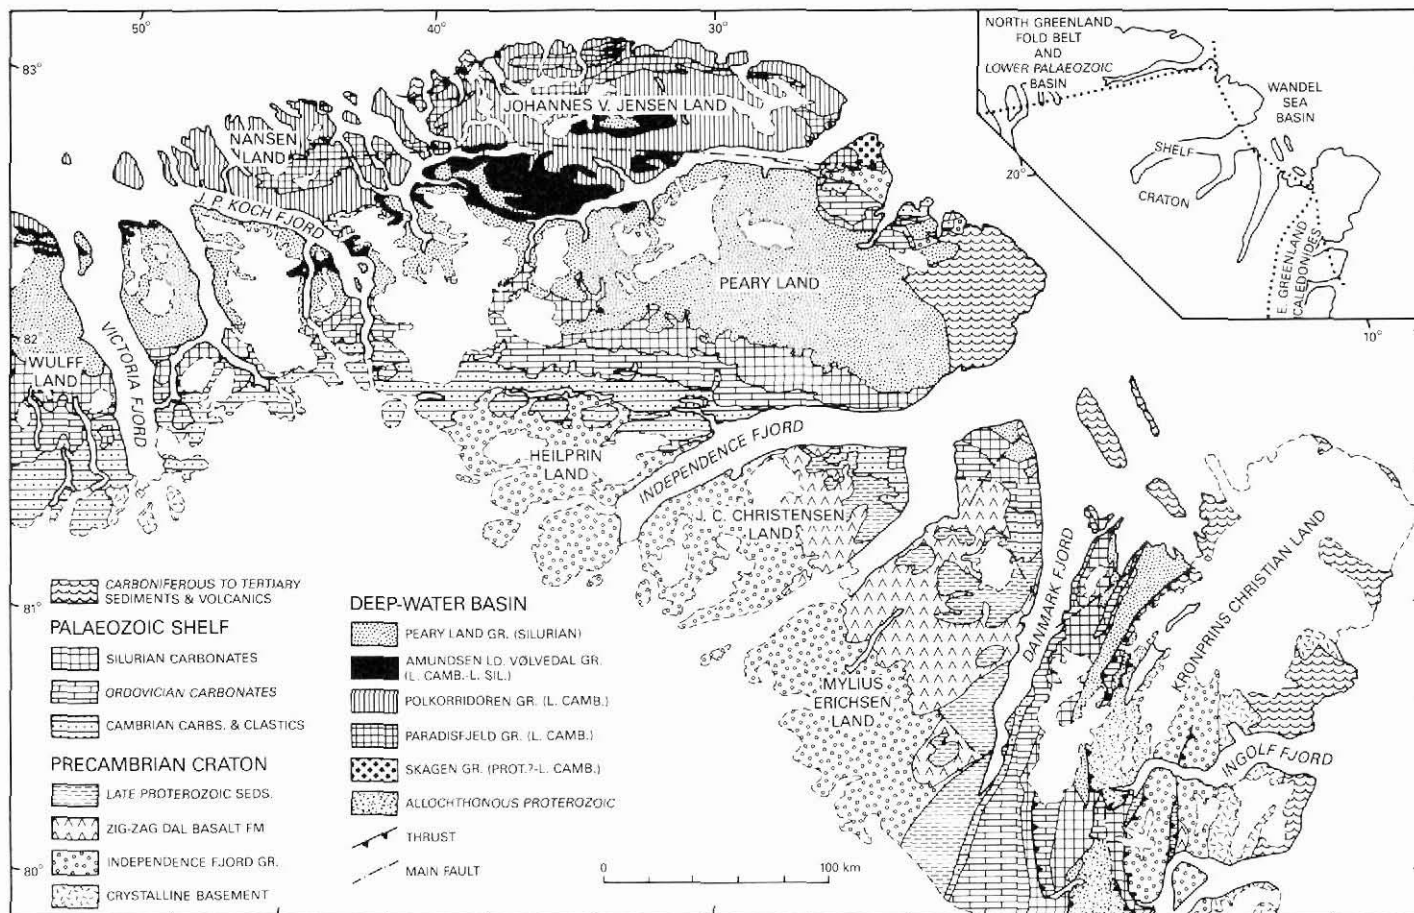 50°
40°
30°
83°
NORTH GREENLAND
FOLD BELT
AND
LOWER PALAEOZOIC
BASIN
WANDEL
SEA
BASIN
SHELF
CRATON
20°
E. GREENLAND
CALEDONIDES
10°
JOHANNES V. JENSEN LAND
NANSEN
LAND
J. P. KOCH FJORD
PEARY LAND
82
WULFF
LAND
VICTORIA FJORD
HEILPRIN
LAND
INDEPENDENCE FJORD
J. C. CHRISTENSEN
LAND
DANMARK FJORD
KRONPRINS CHRISTIAN LAND
MYLIUS
ERICHSEN
LAND
INGOLF FJORD
81°
80°
CARBONIFEROUS TO TERTIARY
SEDIMENTS & VOLCANICS
PALAEOZOIC SHELF
SILURIAN CARBONATES
ORDOVICIAN CARBONATES
CAMBRIAN CARBS. & CLASTICS
PRECAMBRIAN CRATON
LATE PROTEROZOIC SEDS.
ZIG-ZAG DAL BASALT FM
INDEPENDENCE FJORD GR.
CRYSTALLINE BASEMENT
DEEP-WATER BASIN
PEARY LAND GR. (SILURIAN)
AMUNDSEN LD. VØLVEDAL GR.
(L. CAMB.-L. SIL.)
POLKORRIDOREN GR. (L. CAMB.)
PARADISFJELD GR. (L. CAMB.)
SKAGEN GR. (PROT.?-L. CAMB.)
ALLOCHTHONOUS PROTEROZOIC
THRUST
MAIN FAULT
0
100 km